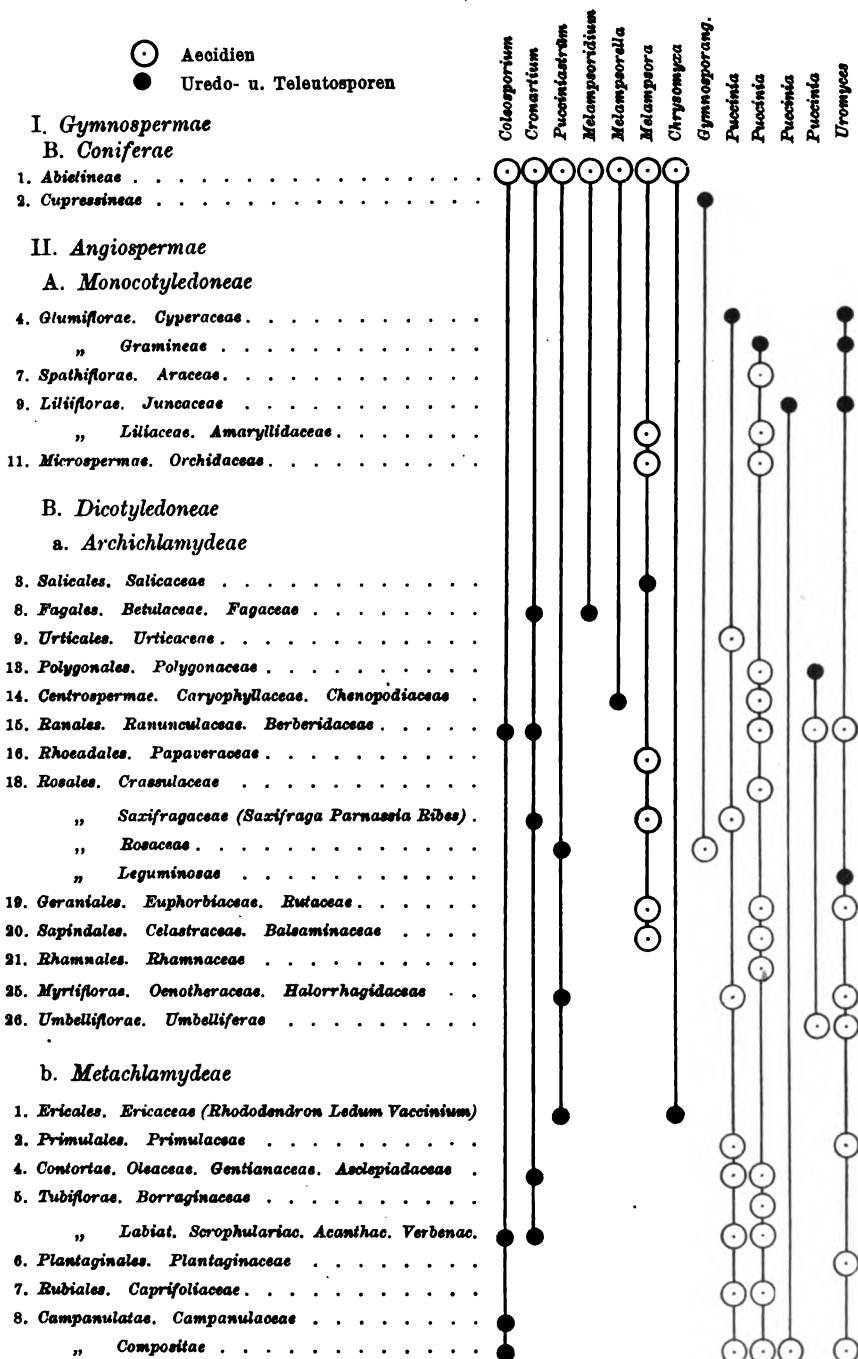 Aecidien
Uredo- u. Teleutosporen
Coleosporium
Cronartium
Pucciniastrum
Melampsoridium
Melampsorella
Melampsora
Chrysomyxa
Gymnosporang.
Puccinia
Puccinia
Puccinia
Puccinia
Uromyces
I. Gymnospermae
B. Coniferae
1. Abietineae . . . . . . . . . . . . . . . .
2. Cupressineae . . . . . . . . . . . . . . .
II. Angiospermae
A. Monocotyledoneae
4. Glumiflorae. Cyperaceae . . . . . . . . . . .
„ Gramineae . . . . . . . . . . . .
7. Spathiflorae. Araceae . . . . . . . . . . . .
9. Liliiflorae. Juncaceae . . . . . . . . . . .
„ Liliaceae. Amaryllidaceae . . . . . . .
11. Microspermae. Orchidaceae . . . . . . . . . .
B. Dicotyledoneae
a. Archichlamydeae
3. Salicales. Salicaceae . . . . . . . . . . . .
8. Fagales. Betulaceae. Fagaceae . . . . . . . .
9. Urticales. Urticaceae . . . . . . . . . . . .
13. Polygonales. Polygonaceae . . . . . . . . . .
14. Centrospermae. Caryophyllaceae. Chenopodiaceae .
15. Ranales. Ranunculaceae. Berberidaceae . . . . .
16. Rhoeadales. Papaveraceae . . . . . . . . . .
18. Rosales. Crassulaceae . . . . . . . . . . .
„ Saxifragaceae (Saxifraga Parnassia Ribes) .
„ Rosaceae . . . . . . . . . . . . .
„ Leguminosae . . . . . . . . . . .
19. Geraniales. Euphorbiaceae. Rutaceae . . . . . .
20. Sapindales. Celastraceae. Balsaminaceae . . . .
21. Rhamnales. Rhamnaceae . . . . . . . . . .
25. Myrtiflorae. Oenotheraceae. Halorrhagidaceae . .
26. Umbelliflorae. Umbelliferae . . . . . . . . .
b. Metachlamydeae
1. Ericales. Ericaceae (Rhododendron Ledum Vaccinium)
2. Primulales. Primulaceae . . . . . . . . . .
4. Contortae. Oleaceae. Gentianaceae. Asclepiadaceae .
5. Tubiflorae. Borraginaceae . . . . . . . . . .
„ Labiat. Scrophulariac. Acanthac. Verbenac.
6. Plantaginales. Plantaginaceae . . . . . . . .
7. Rubiales. Caprifoliaceae . . . . . . . . . . .
8. Campanulatae. Campanulaceae . . . . . . . .
„ Compositae . . . . . . . . . . . .